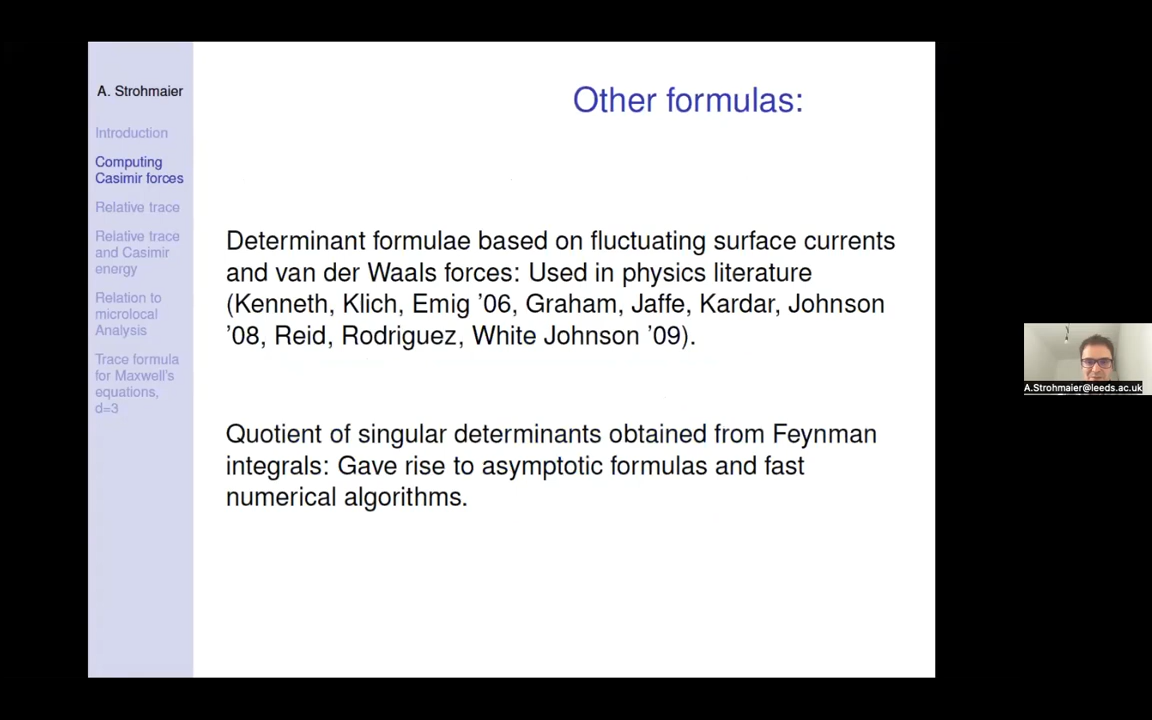 A. Strohmaier
Introduction
Computing
Casimir forces
Relative trace
Relative trace
and Casimir
energy
Relation to
microlocal
Analysis
Trace formula
for Maxwell's
equations,
d=3
Other formulas:
Determinant formulae based on fluctuating surface currents
and van der Waals forces: Used in physics literature
(Kenneth, Klich, Emig ’06, Graham, Jaffe, Kardar, Johnson
’08, Reid, Rodriguez, White Johnson ’09).
Quotient of singular determinants obtained from Feynman
integrals: Gave rise to asymptotic formulas and fast
numerical algorithms.
A.Strohmaier@leeds.ac.uk